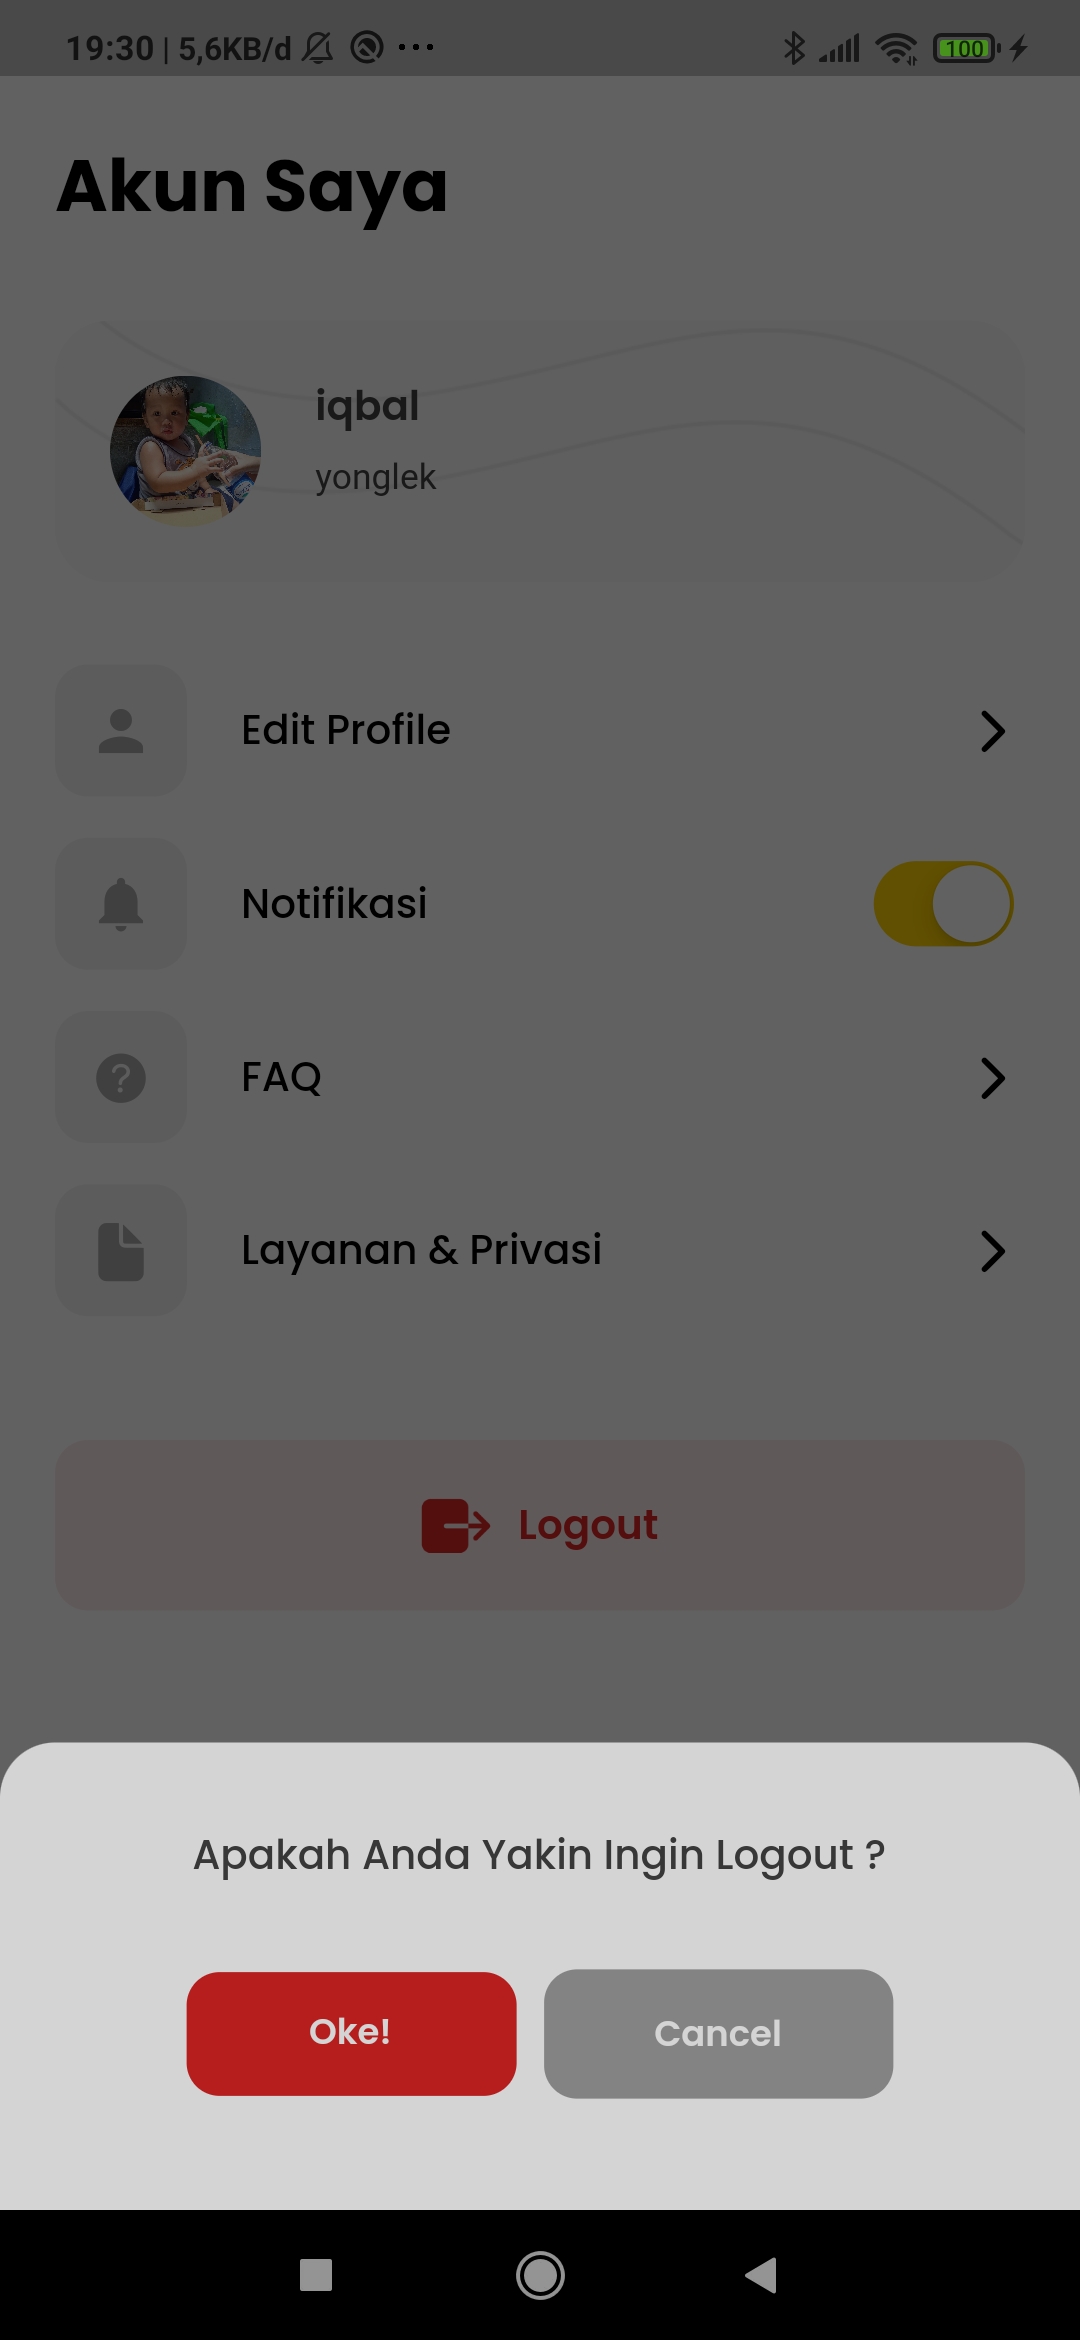 19:30 | 5,6KB/d
100
Akun Saya
iqbal
yonglek
Edit Profile
Notifikasi
FAQ
Layanan & Privasi
Logout
Apakah Anda Yakin Ingin Logout ?
Oke!
Cancel